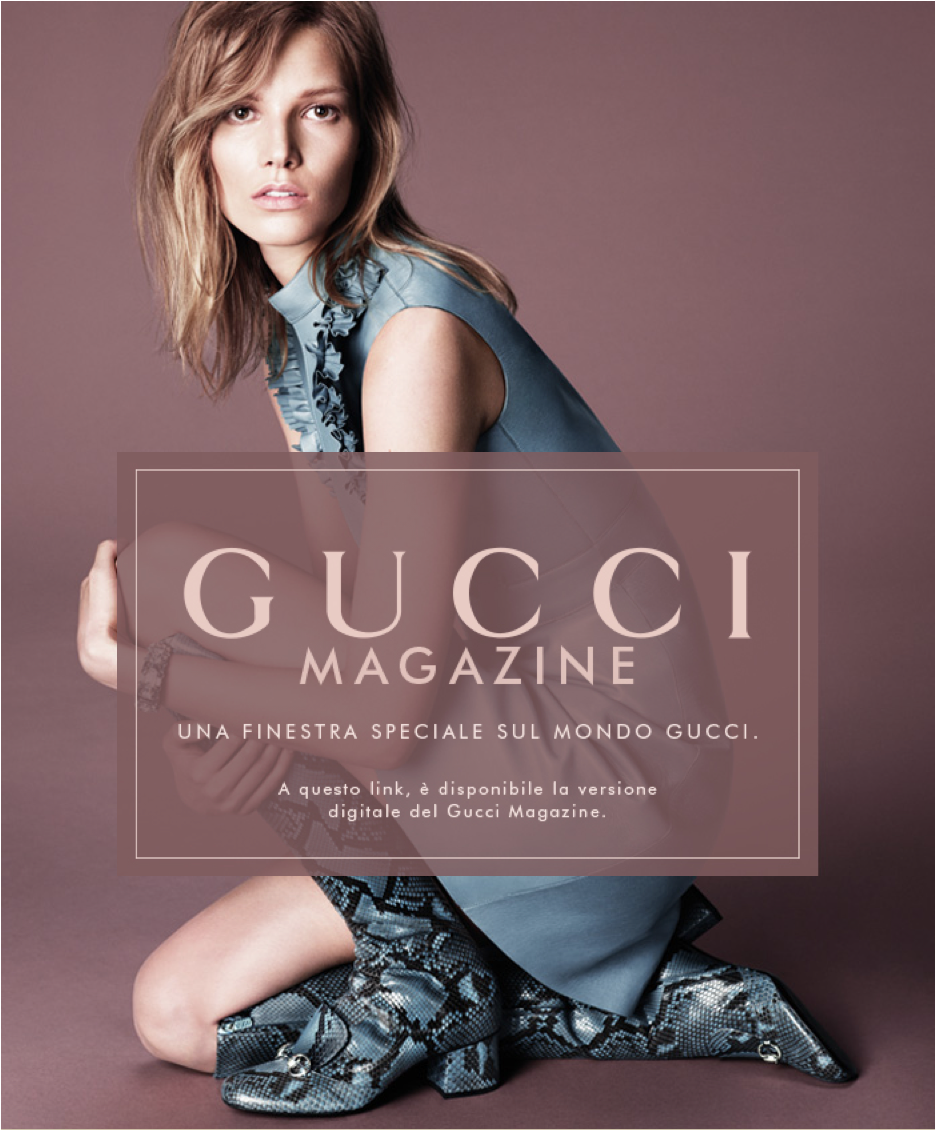 GUCCI
MAGAZINE
UNA FINESTRA SPECIALE SUL MONDO GUCCI.
A questo link, è disponibile la versione
digitale del Gucci Magazine.